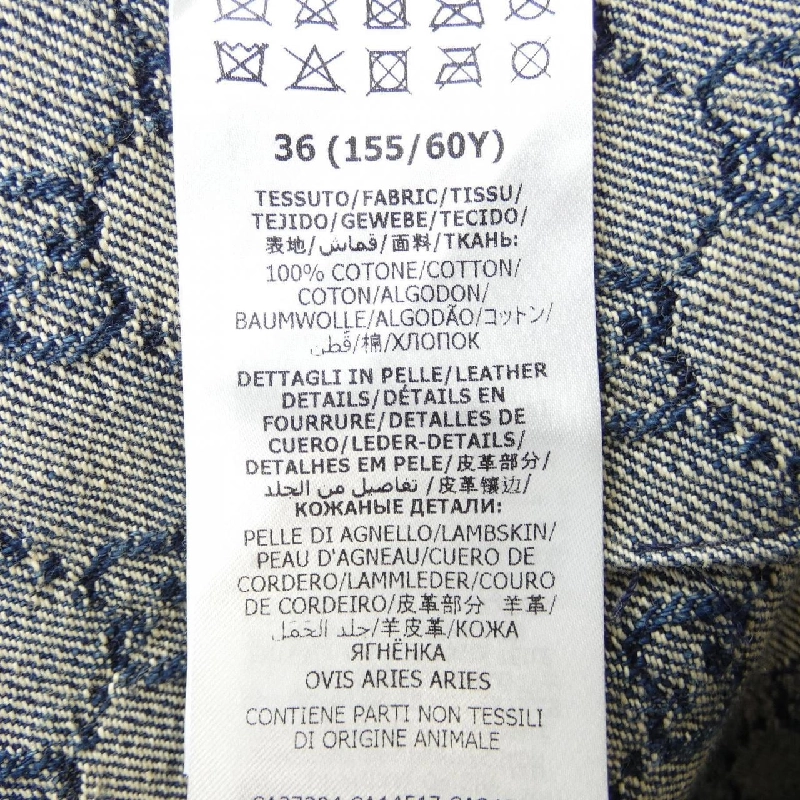 36 (155/60Y)
TESSUTO/FABRIC/TISSU/
TEJIDO/GEWEBE/TECIDO/
表地/قماش/面料/ТКАНЬ:
100% COTONE/COTTON/
COTON/ALGODON/
BAUMWOLLE/ALGODÃO/コットン/
قطن/棉/ХЛОПОК
DETTAGLI IN PELLE/LEATHER
DETAILS/DÉTAILS EN
FOURRURE/DETALLES DE
CUERO/LEDER-DETAILS/
DETALHES EM PELE/皮革部分/
تفاصيل من الجلد/皮革镶边/
КОЖАНЫЕ ДЕТАЛИ:
PELLE DI AGNELLO/LAMBSKIN/
PEAU D'AGNEAU/CUERO DE
CORDERO/LAMMLEDER/COURO
DE CORDEIRO/皮革部分 羊革/
جلد الحَمَل/羊皮革/КОЖА
ЯГНЁНКА
OVIS ARIES ARIES
CONTIENE PARTI NON TESSILI
DI ORIGINE ANIMALE